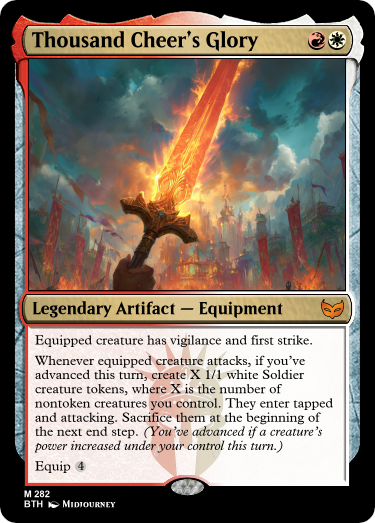 Thousand Cheer's Glory
Legendary Artifact — Equipment
Equipped creature has vigilance and first strike.
Whenever equipped creature attacks, if you've
advanced this turn, create X 1/1 white Soldier
creature tokens, where X is the number of
nontoken creatures you control. They enter tapped
and attacking. Sacrifice them at the beginning of
the next end step. (You've advanced if a creature's
power increased under your control this turn.)
Equip 4
M 282
BTH Midjourney